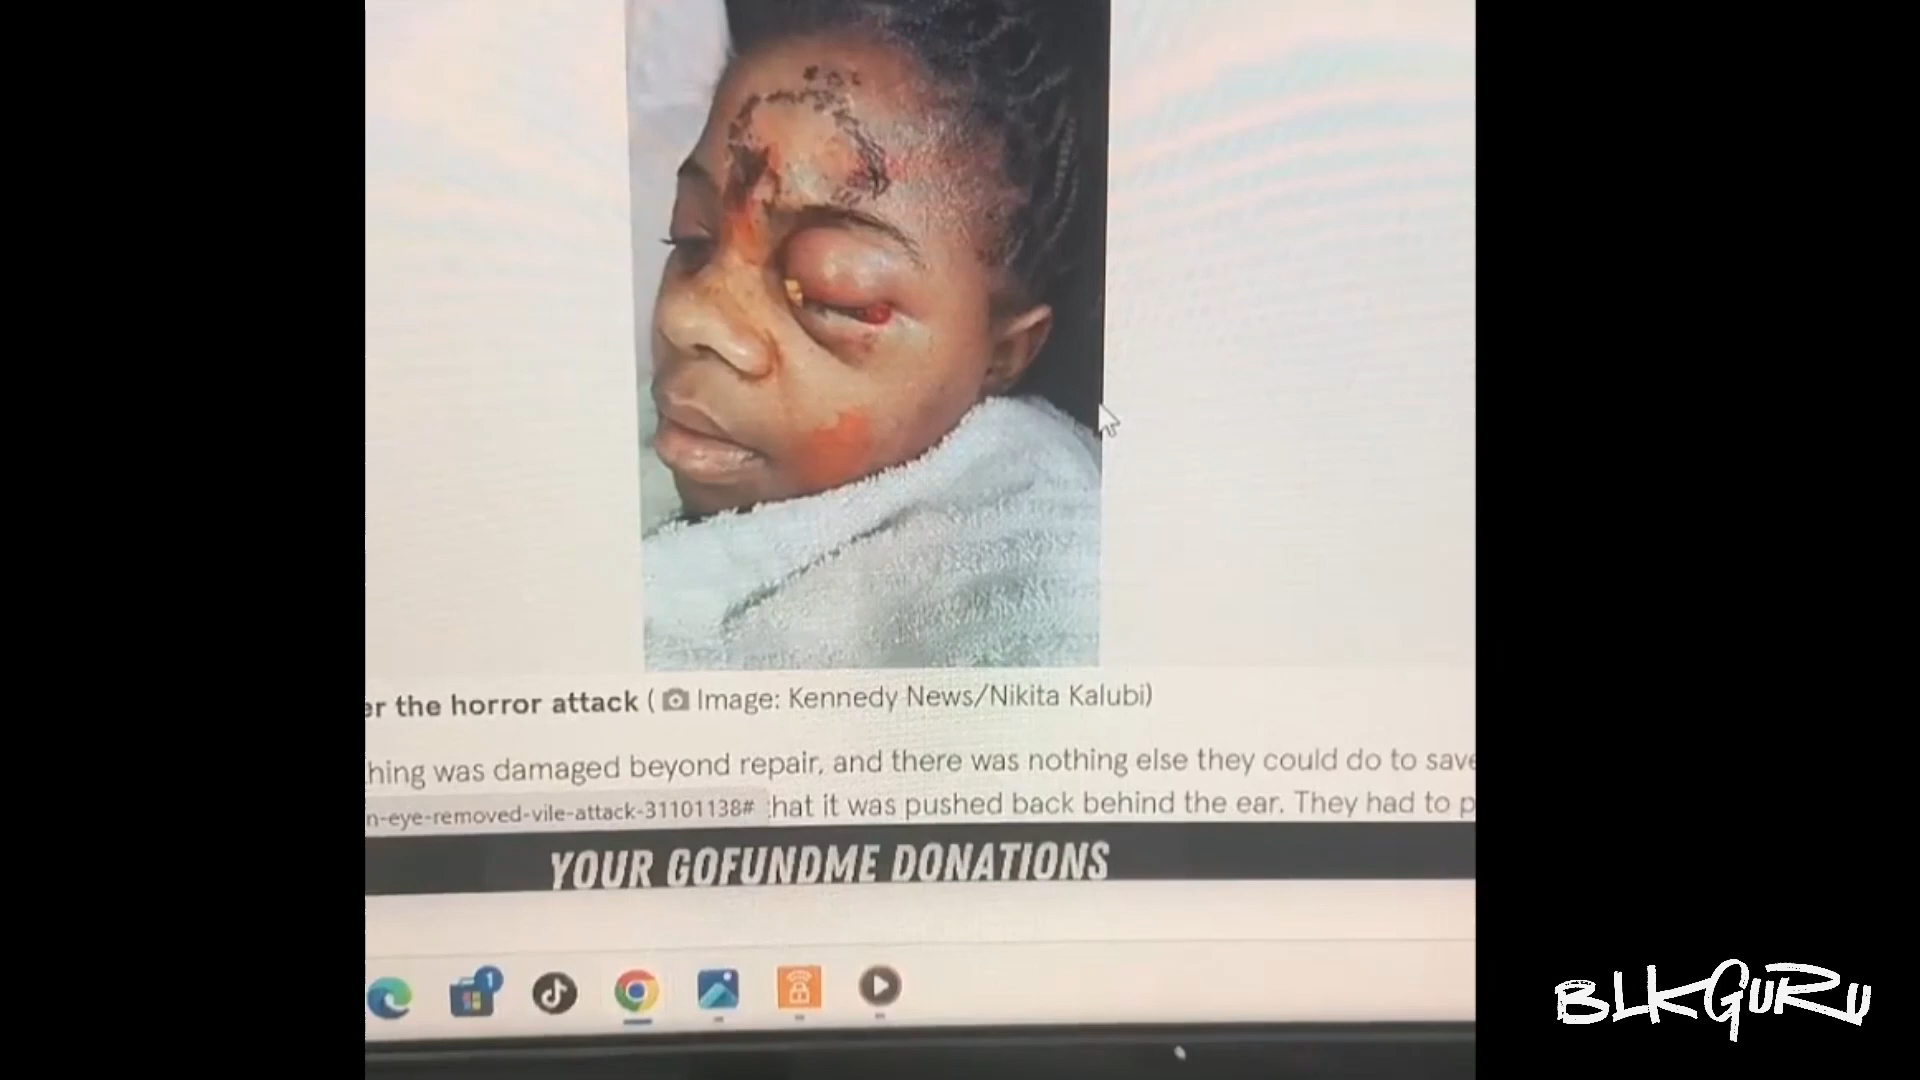 er the horror attack ( Image: Kennedy News/Nikita Kalubi)
hing was damaged beyond repair, and there was nothing else they could do to save
n-eye-removed-vile-attack-31101138# that it was pushed back behind the ear. They had to p
YOUR GOFUNDME DONATIONS
1
BLKGURU